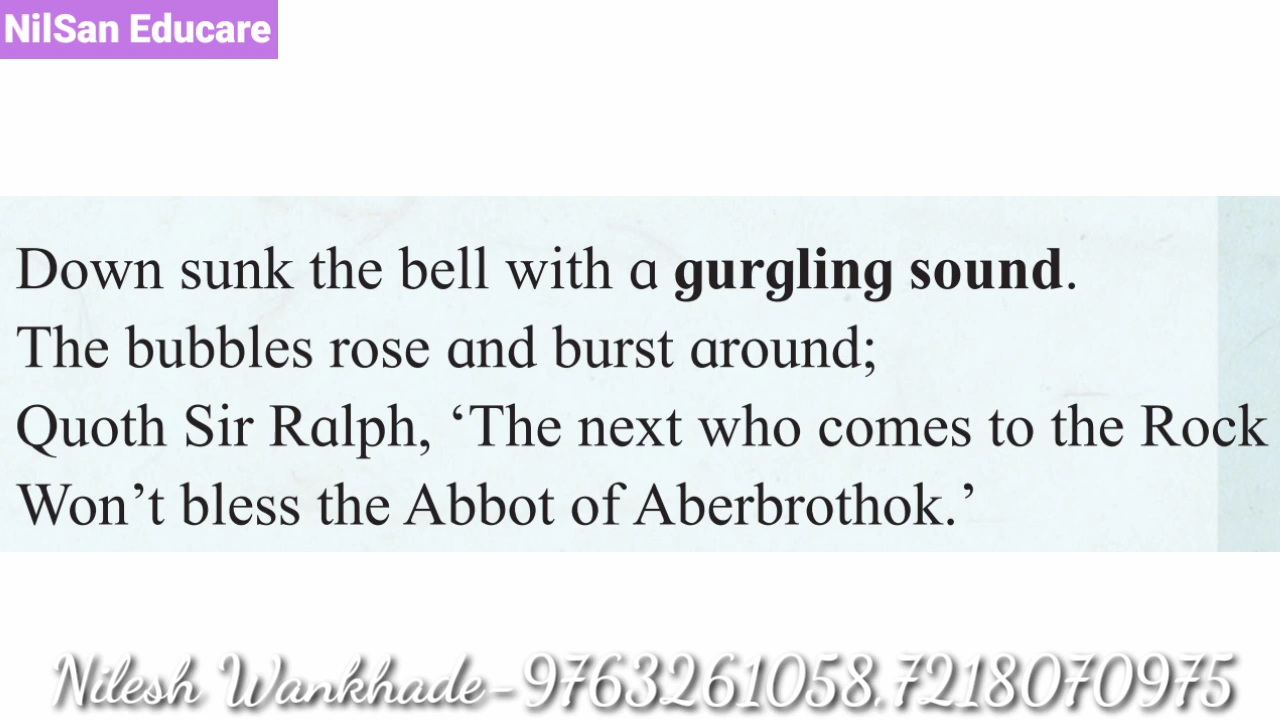 NilSan Educare
Down sunk the bell with a gurgling sound.
The bubbles rose and burst around;
Quoth Sir Ralph, ‘The next who comes to the Rock
Won’t bless the Abbot of Aberbrothok.’
Nilesh Wankhade-9763261058,7218070975